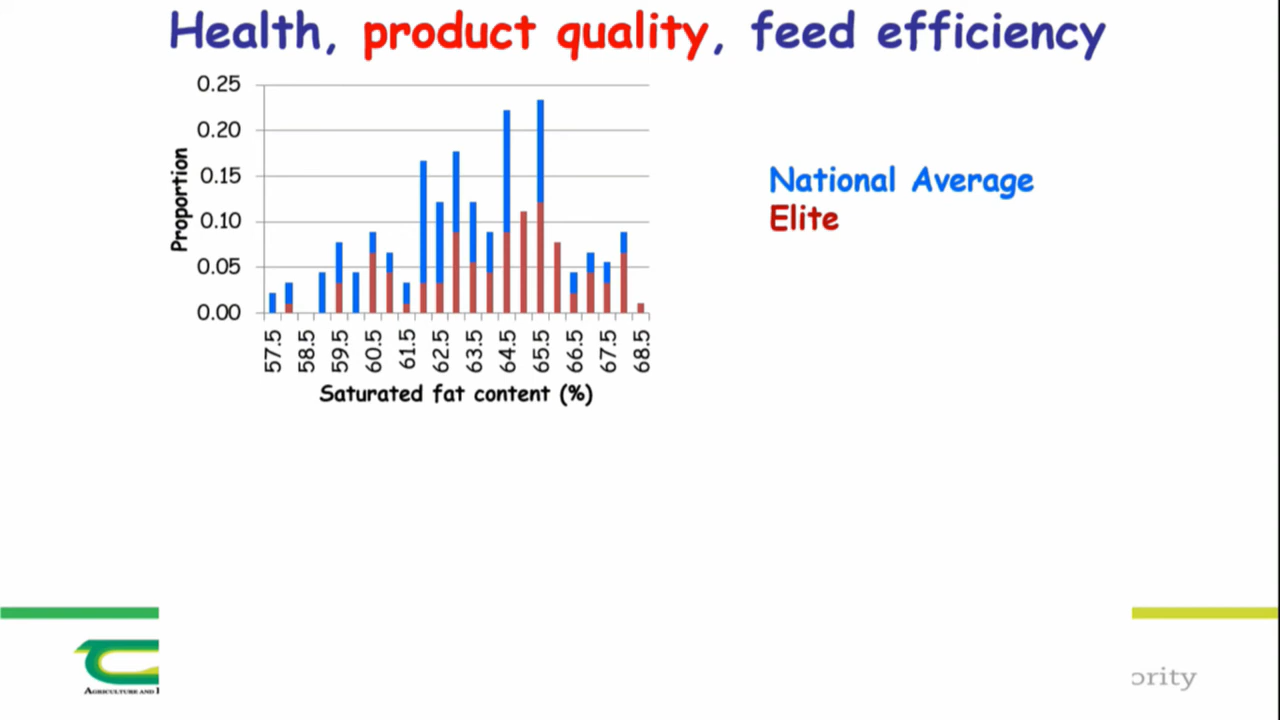 Health, product quality, feed efficiency
0.25
0.20
0.15
0.10
0.05
0.00
Proportion
57.5 58.5 59.5 60.5 61.5 62.5 63.5 64.5 65.5 66.5 67.5 68.5
Saturated fat content (%)
National Average
Elite
AGRICULTURE AND
ority